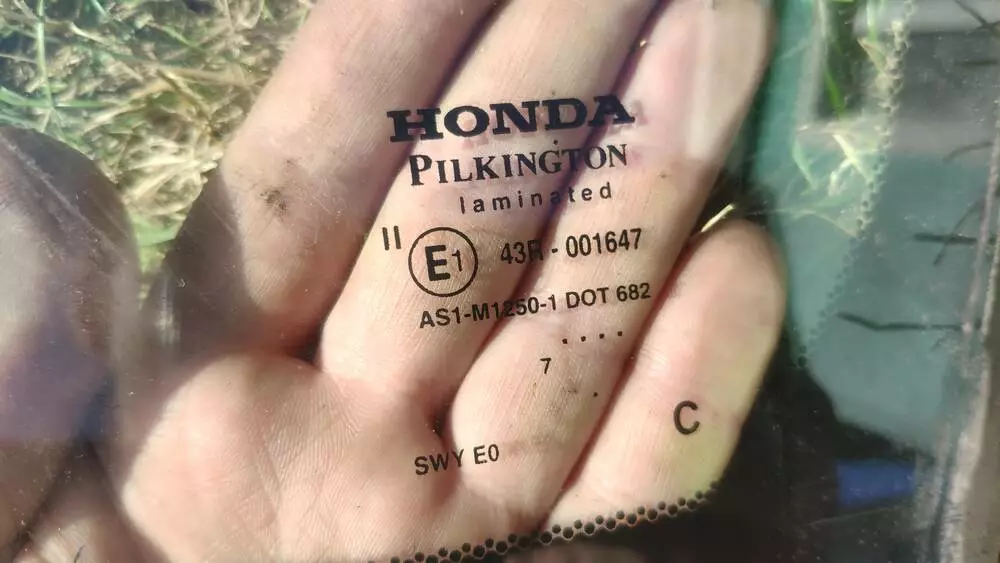 HONDA
PILKINGTON
laminated
II E1 43R - 001647
AS1-M1250-1 DOT 682
. . . .
7 .
C
SWY E0